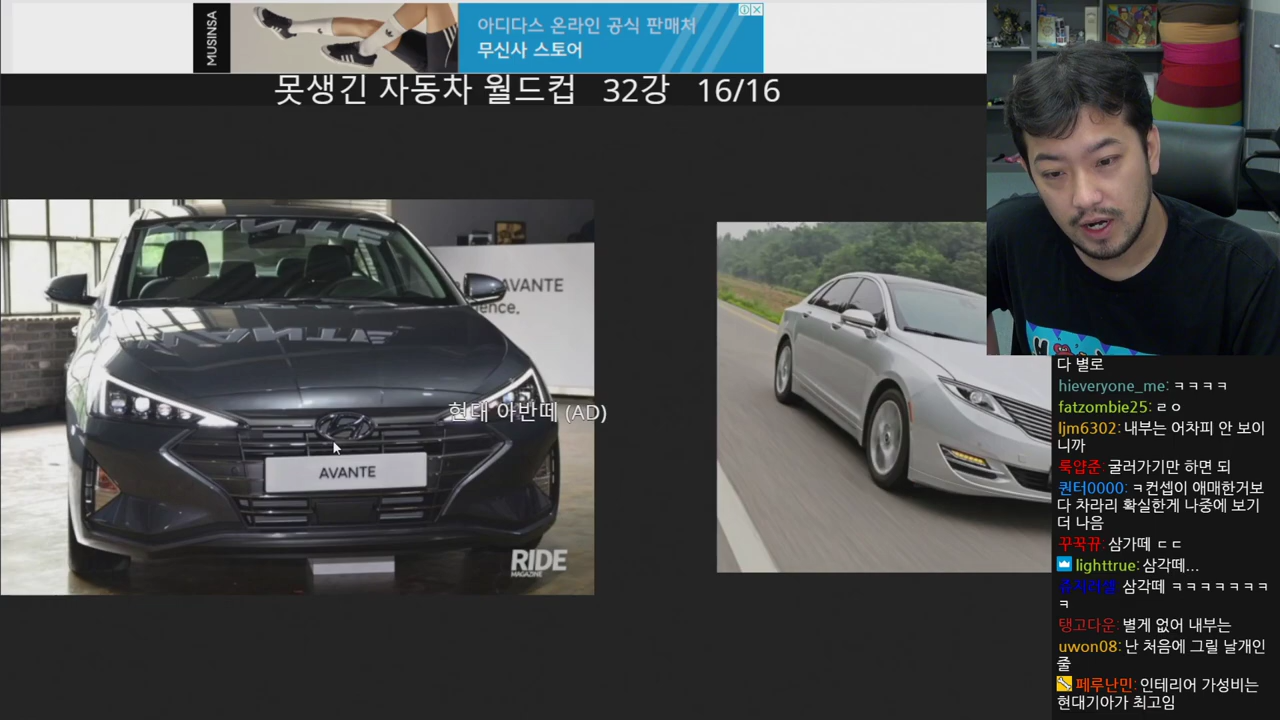 MUSINSA
아디다스 온라인 공식 판매처
무신사 스토어
못생긴 자동차 월드컵 32강 16/16
AVANTE
ence,
현대 아반떼 (AD)
AVANTE
RIDE
MAGAZINE
다 별로
hieveryone_me: ㅋㅋㅋㅋ
fatzombie25: ㄹㅇ
ljm6302: 내부는 어차피 안 보이
니까
룩얍준: 굴러가기만 하면 되
퀀터0000: ㅋ컨셉이 애매한거보
다 차라리 확실한게 나중에 보기
더 나음
꾸꾹뀨: 삼가떼 ㄷㄷ
lighttrue: 삼각떼...
삼각떼 ㅋㅋㅋㅋㅋㅋㅋ
ㅋ
탱고다운: 별게 없어 내부는
uwon08: 난 처음에 그릴 날개인
줄
페루난민: 인테리어 가성비는
현대기아가 최고임